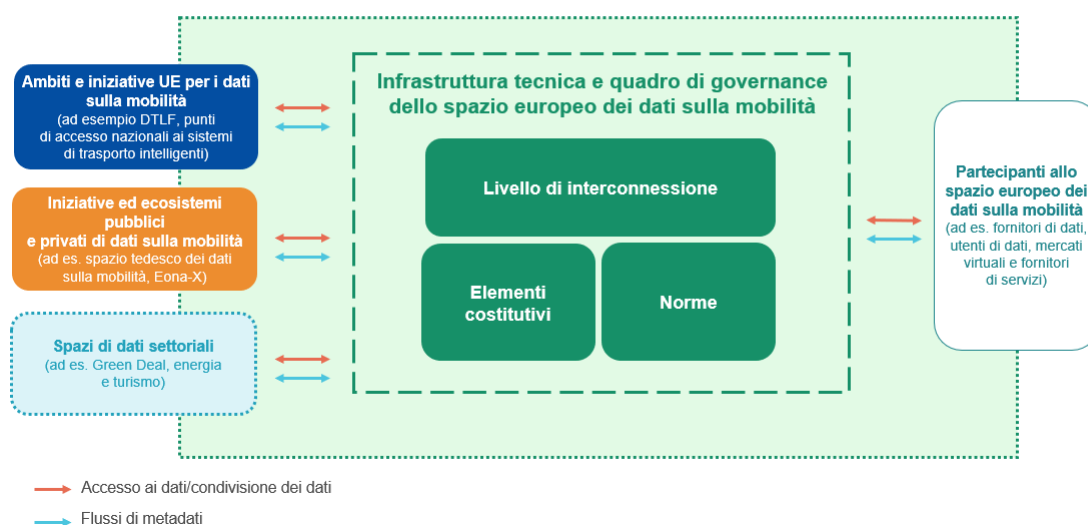 Ambiti e iniziative UE per i dati
sulla mobilità
(ad esempio DTLF, punti
di accesso nazionali ai sistemi
di trasporto intelligenti)
Iniziative ed ecosistemi
pubblici
e privati di dati sulla mobilità
(ad es. spazio tedesco dei dati
sulla mobilità, Eona-X)
Spazi di dati settoriali
(ad es. Green Deal, energia
e turismo)
Infrastruttura tecnica e quadro di governance
dello spazio europeo dei dati sulla mobilità
Livello di interconnessione
Elementi
costitutivi
Norme
Partecipanti allo
spazio europeo dei
dati sulla mobilità
(ad es. fornitori di dati,
utenti di dati, mercati
virtuali e fornitori
di servizi)
Accesso ai dati/condivisione dei dati
Flussi di metadati